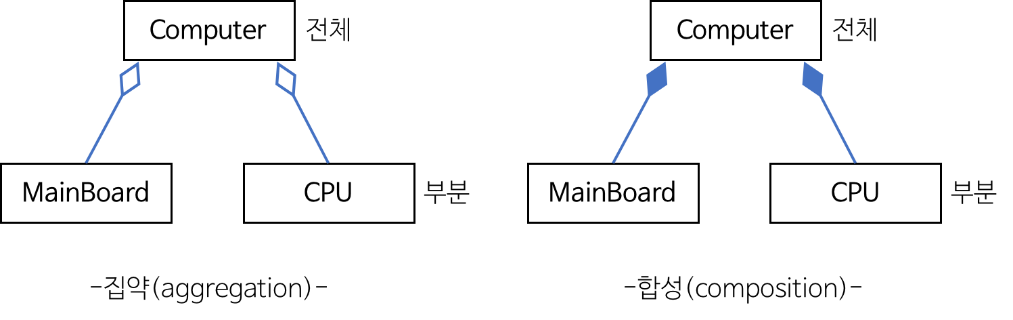 Computer 전체
MainBoard CPU 부분
-집약(aggregation)-
Computer 전체
MainBoard CPU 부분
-합성(composition)-